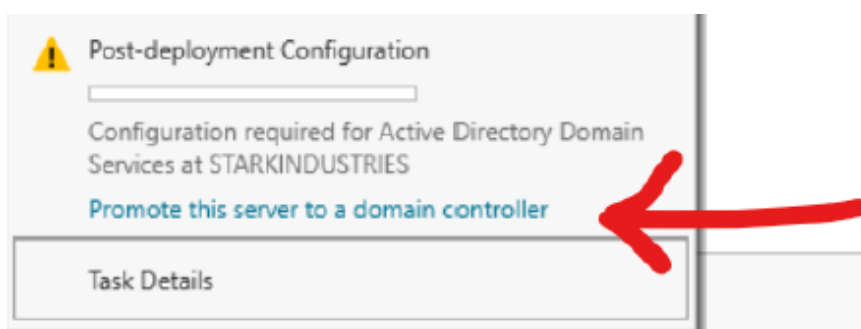 Post-deployment Configuration
Configuration required for Active Directory Domain
Services at STARKINDUSTRIES
Promote this server to a domain controller
Task Details